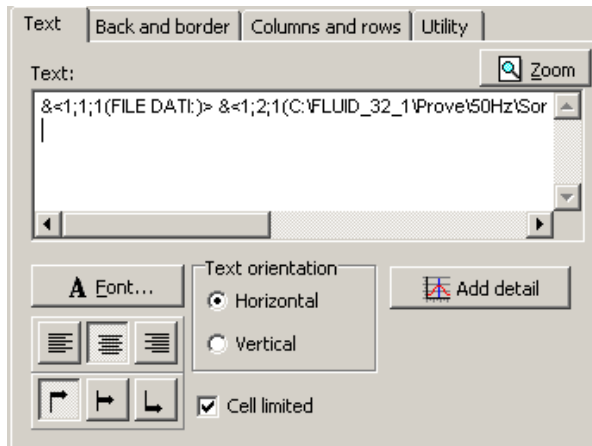 Text Back and border Columns and rows Utility
Text: Zoom
&<1;1;1(FILE DATI:)> &<1;2;1(C:\FLUID_32_1\Prove\50Hz\Sor
A Font... Text orientation Add detail
Horizontal
Vertical
Cell limited